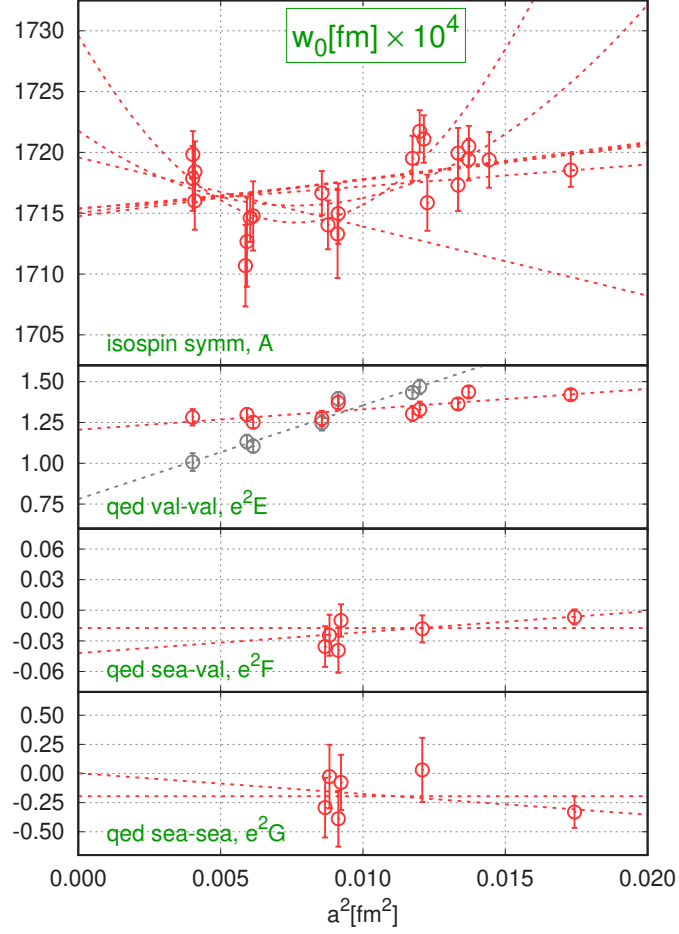 w_0[fm] × 10^4
1730
1725
1720
1715
1710
1705
isospin symm, A
1.50
1.25
1.00
0.75
qed val-val, e^2E
0.06
0.03
0.00
-0.03
-0.06
qed sea-val, e^2F
0.50
0.25
0.00
-0.25
-0.50
qed sea-sea, e^2G
0.000 0.005 0.010 0.015 0.020
a^2[fm^2]